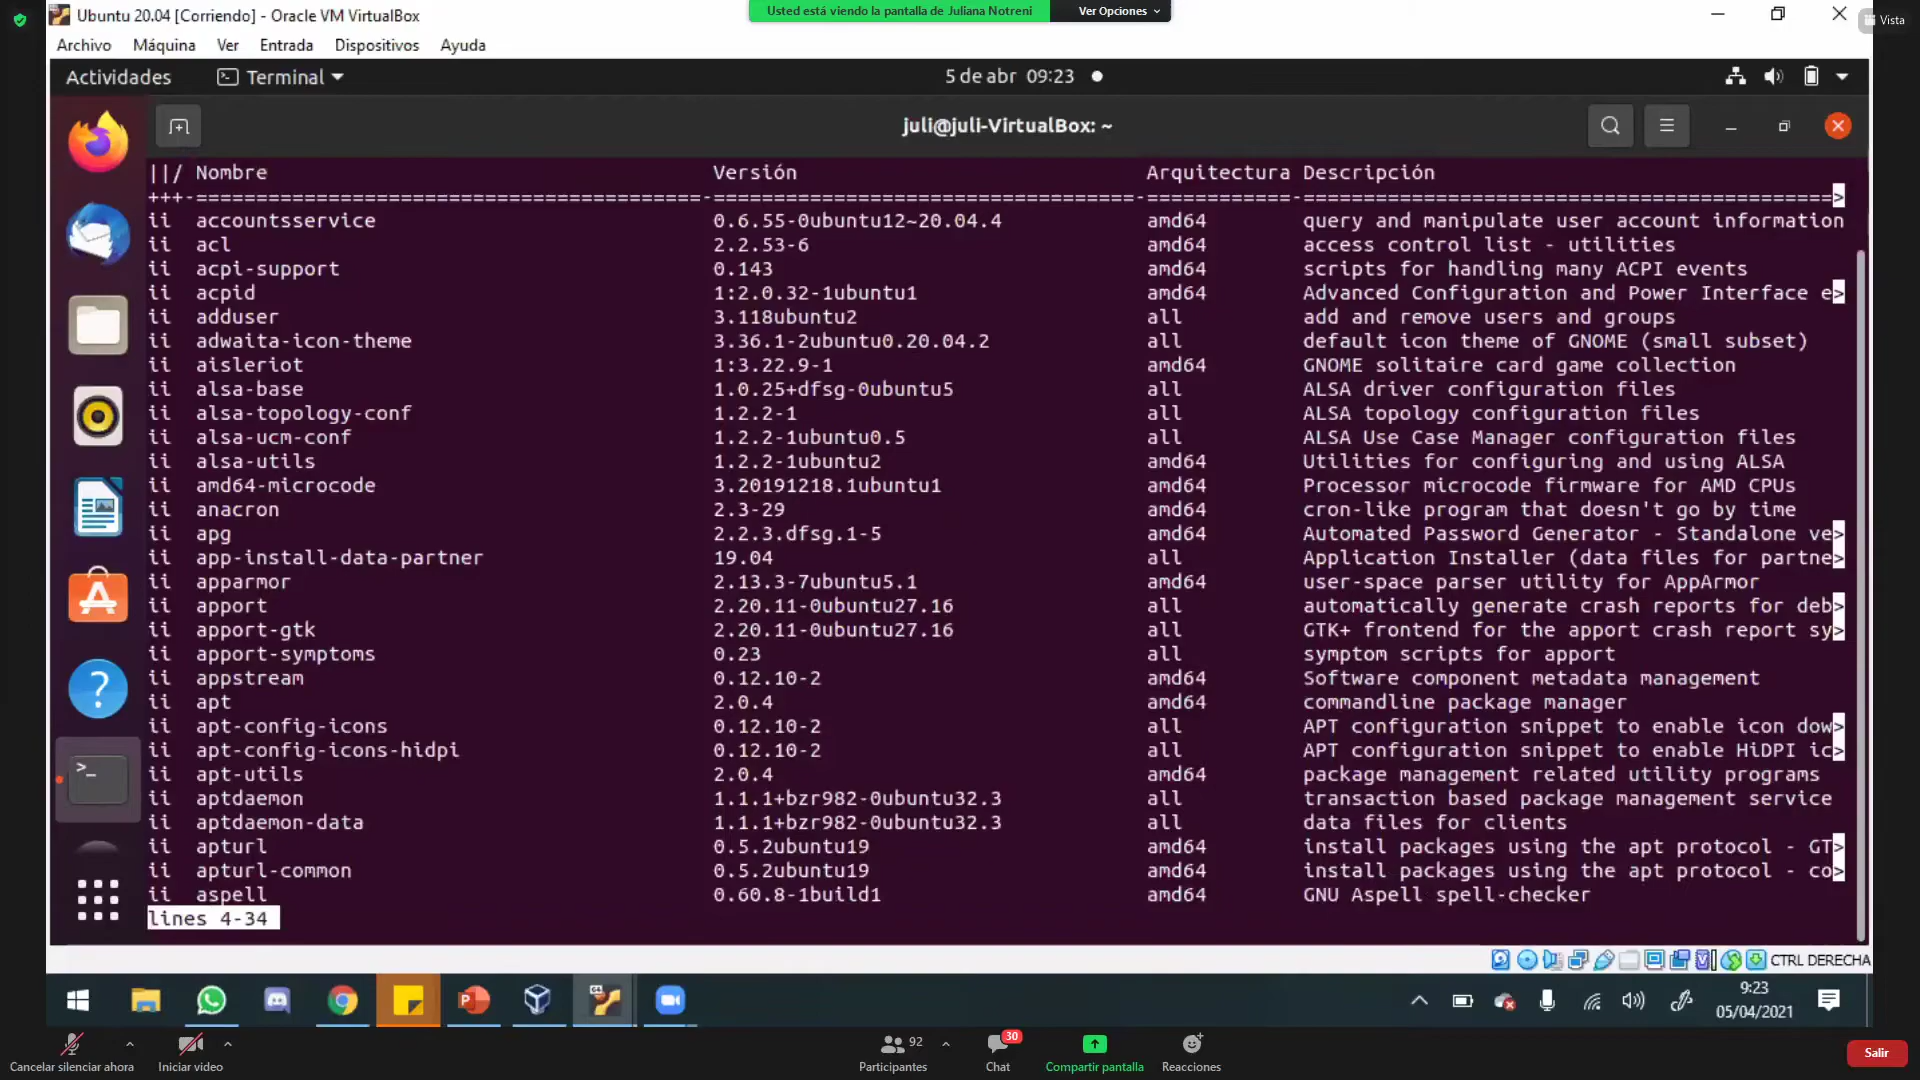 Ubuntu 20.04 [Corriendo] - Oracle VM VirtualBox
Usted está viendo la pantalla de Juliana Notreni
Ver Opciones
Vista
Archivo Máquina Ver Entrada Dispositivos Ayuda
Actividades Terminal 5 de abr 09:23
juli@juli-VirtualBox: ~
||/ Nombre Versión Arquitectura Descripción
+++-==========================================-====================================-============-============================================>
ii accountsservice 0.6.55-0ubuntu12~20.04.4 amd64 query and manipulate user account information
ii acl 2.2.53-6 amd64 access control list - utilities
ii acpi-support 0.143 amd64 scripts for handling many ACPI events
ii acpid 1:2.0.32-1ubuntu1 amd64 Advanced Configuration and Power Interface e>
ii adduser 3.118ubuntu2 all add and remove users and groups
ii adwaita-icon-theme 3.36.1-2ubuntu0.20.04.2 all default icon theme of GNOME (small subset)
ii aisleriot 1:3.22.9-1 amd64 GNOME solitaire card game collection
ii alsa-base 1.0.25+dfsg-0ubuntu5 all ALSA driver configuration files
ii alsa-topology-conf 1.2.2-1 all ALSA topology configuration files
ii alsa-ucm-conf 1.2.2-1ubuntu0.5 all ALSA Use Case Manager configuration files
ii alsa-utils 1.2.2-1ubuntu2 amd64 Utilities for configuring and using ALSA
ii amd64-microcode 3.20191218.1ubuntu1 amd64 Processor microcode firmware for AMD CPUs
ii anacron 2.3-29 amd64 cron-like program that doesn't go by time
ii apg 2.2.3.dfsg.1-5 amd64 Automated Password Generator - Standalone ve>
ii app-install-data-partner 19.04 all Application Installer (data files for partne>
ii apparmor 2.13.3-7ubuntu5.1 amd64 user-space parser utility for AppArmor
ii apport 2.20.11-0ubuntu27.16 all automatically generate crash reports for deb>
ii apport-gtk 2.20.11-0ubuntu27.16 all GTK+ frontend for the apport crash report sy>
ii apport-symptoms 0.23 all symptom scripts for apport
ii appstream 0.12.10-2 amd64 Software component metadata management
ii apt 2.0.4 amd64 commandline package manager
ii apt-config-icons 0.12.10-2 all APT configuration snippet to enable icon dow>
ii apt-config-icons-hidpi 0.12.10-2 all APT configuration snippet to enable HiDPI ic>
ii apt-utils 2.0.4 amd64 package management related utility programs
ii aptdaemon 1.1.1+bzr982-0ubuntu32.3 all transaction based package management service
ii aptdaemon-data 1.1.1+bzr982-0ubuntu32.3 all data files for clients
ii apturl 0.5.2ubuntu19 amd64 install packages using the apt protocol - GT>
ii apturl-common 0.5.2ubuntu19 amd64 install packages using the apt protocol - co>
ii aspell 0.60.8-1build1 amd64 GNU Aspell spell-checker
lines 4-34
CTRL DERECHA
9:23
05/04/2021
92
30
Cancelar silenciar ahora Iniciar video Participantes Chat Compartir pantalla Reacciones Salir